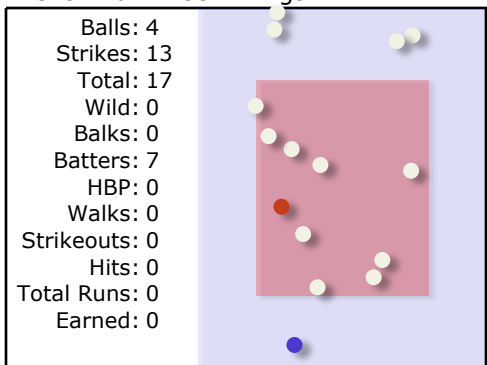 Balls: 4
Strikes: 13
Total: 17
Wild: 0
Balks: 0
Batters: 7
HBP: 0
Walks: 0
Strikeouts: 0
Hits: 0
Total Runs: 0
Earned: 0